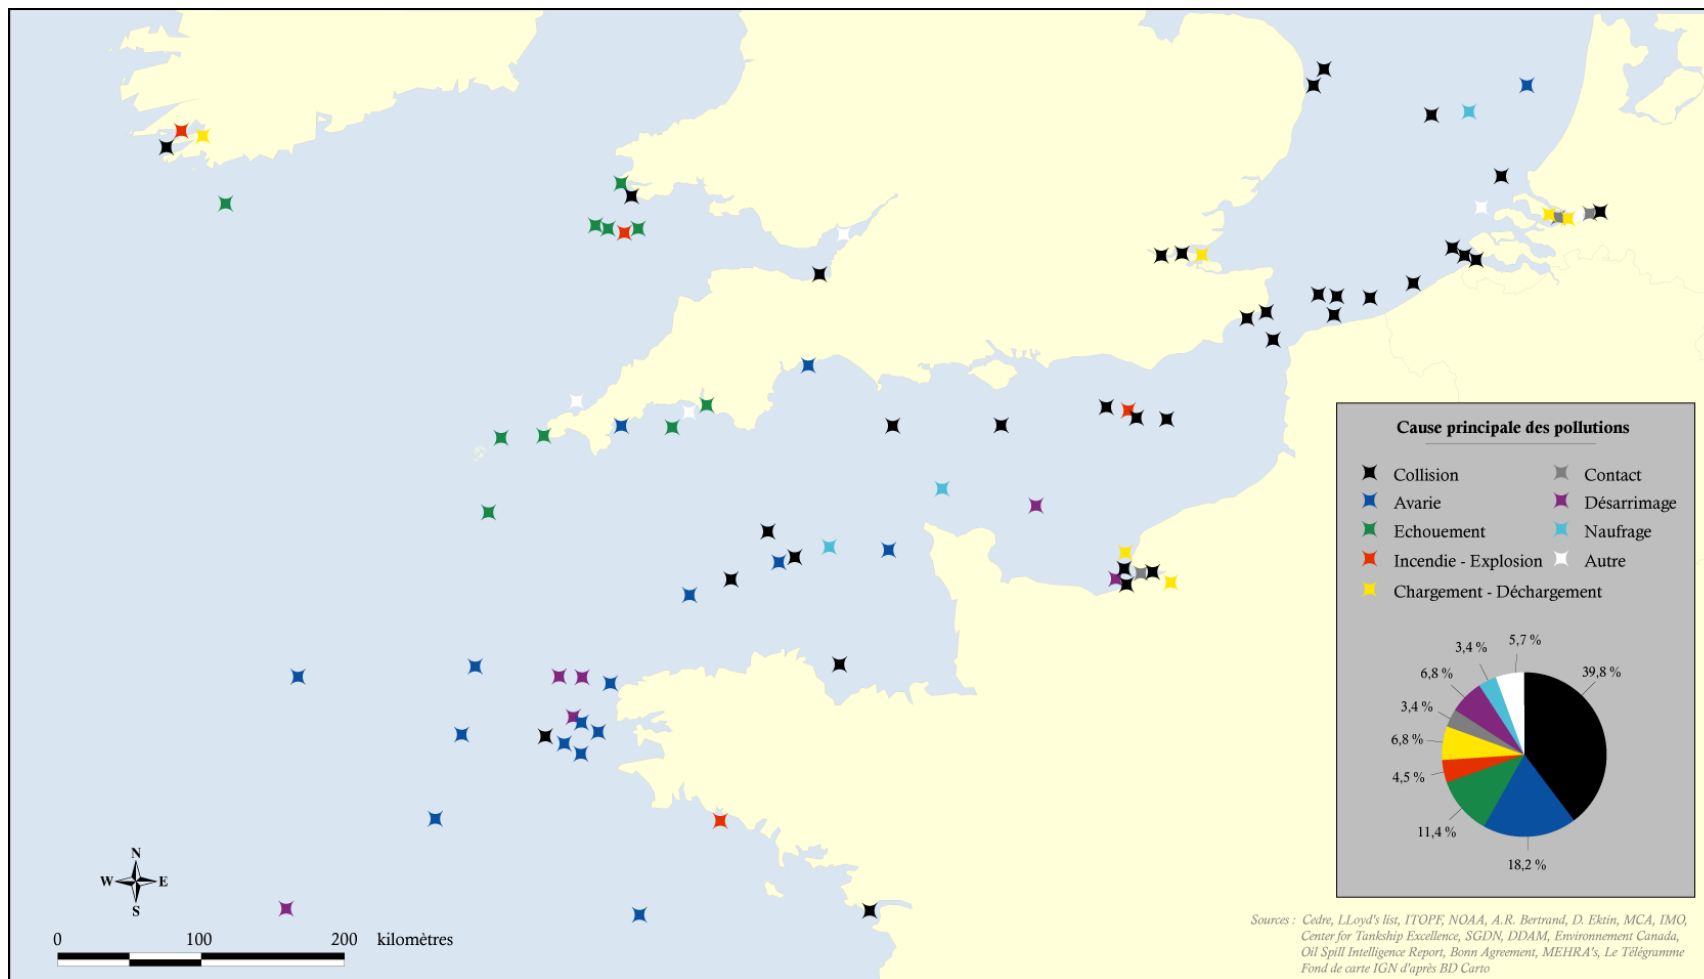 Cause principale des pollutions
Collision
Contact
Avarie
Désarrimage
Echouement
Naufrage
Incendie - Explosion
Autre
Chargement - Déchargement
5,7 %
3,4 %
39,8 %
6,8 %
3,4 %
6,8 %
4,5 %
11,4 %
18,2 %
N
W E
S
0 100 200 kilomètres
Sources : Cedre, LLoyd's list, ITOPF, NOAA, A.R. Bertrand, D. Ektin, MCA, IMO,
Center for Tankship Excellence, SGDN, DDAM, Environnement Canada,
Oil Spill Intelligence Report, Bonn Agreement, MEHRA's, Le Télégramme
Fond de carte IGN d'après BD Carto